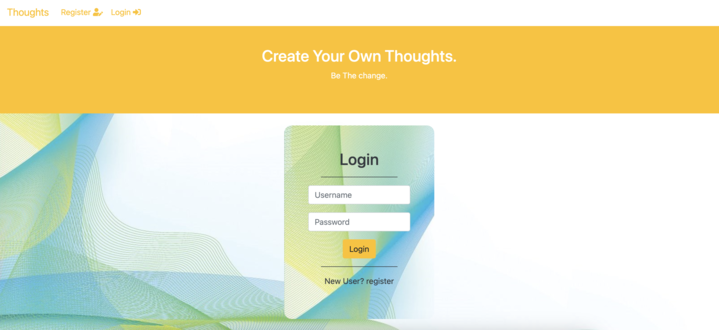 Thoughts Register Login
Create Your Own Thoughts.
Be The change.
Login
Username
Password
Login
New User? register